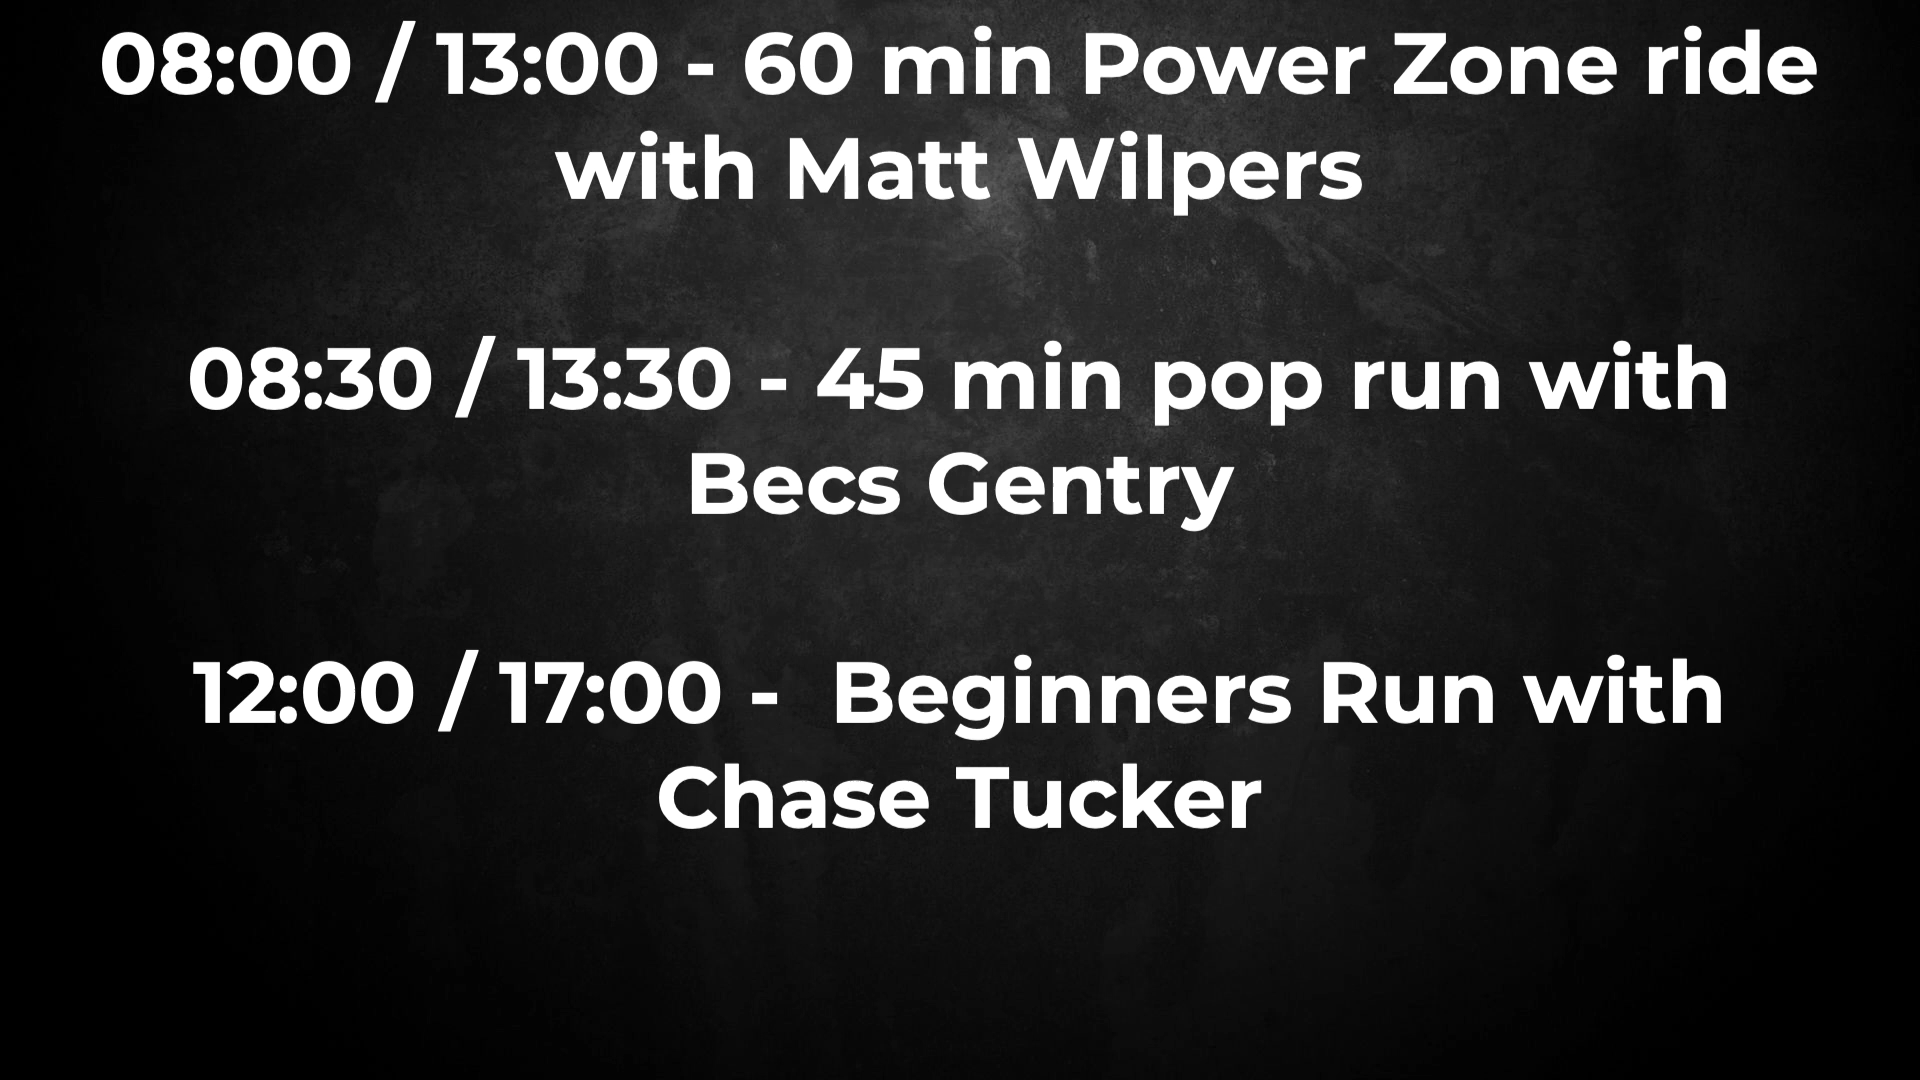 08:00 / 13:00 - 60 min Power Zone ride
with Matt Wilpers
08:30 / 13:30 - 45 min pop run with
Becs Gentry
12:00 / 17:00 -  Beginners Run with
Chase Tucker